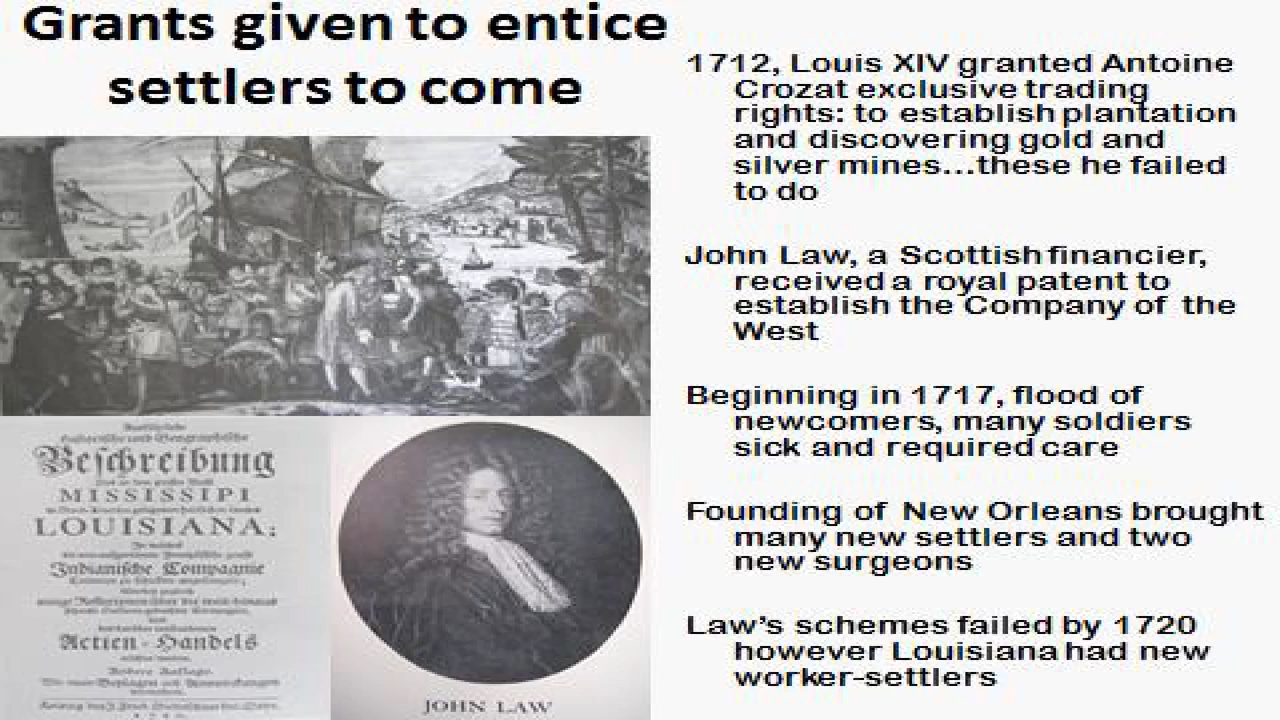 Grants given to entice
settlers to come
1712, Louis XIV granted Antoine
Crozat exclusive trading
rights: to establish plantation
and discovering gold and
silver mines...these he failed
to do
John Law, a Scottish financier,
received a royal patent to
establish the Company of the
West
Beginning in 1717, flood of
newcomers, many soldiers
sick and required care
Founding of New Orleans brought
many new settlers and two
new surgeons
Law's schemes failed by 1720
however Louisiana had new
worker-settlers
Beschreibung
MISSISSIPI
LOUISIANA;
Indianische Compagnie
Actien-Handels
JOHN LAW